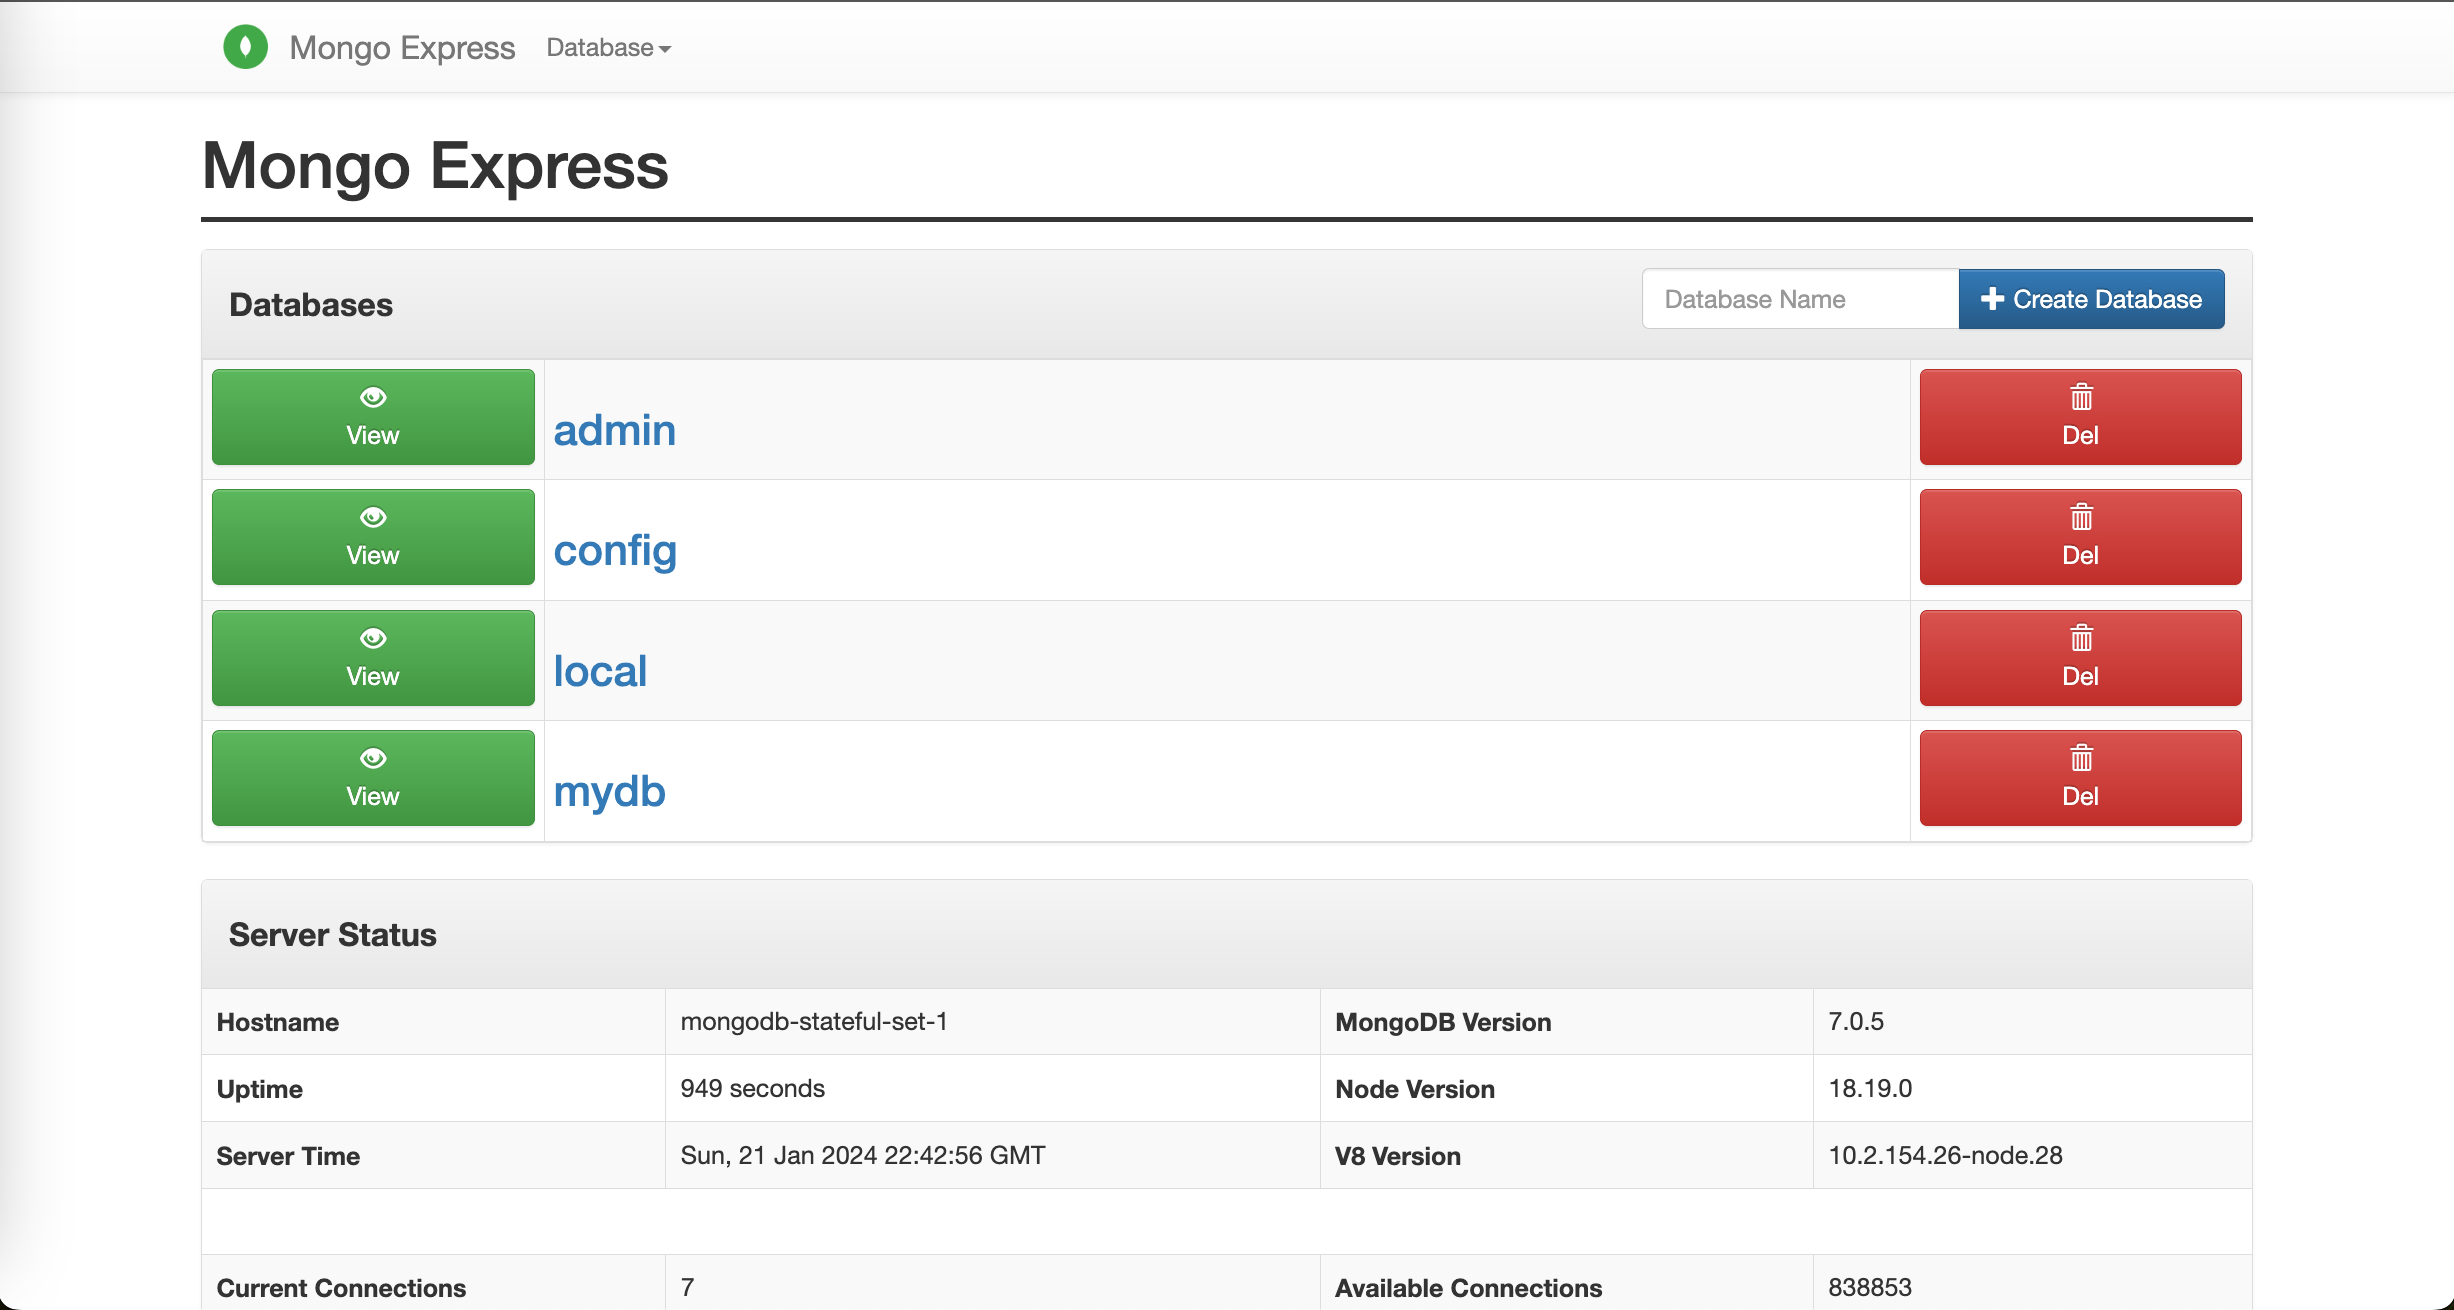 Mongo Express Database
Mongo Express
Databases Database Name Create Database
View admin Del
View config Del
View local Del
View mydb Del
Server Status
Hostname mongodb-stateful-set-1 MongoDB Version 7.0.5
Uptime 949 seconds Node Version 18.19.0
Server Time Sun, 21 Jan 2024 22:42:56 GMT V8 Version 10.2.154.26-node.28
Current Connections 7 Available Connections 838853